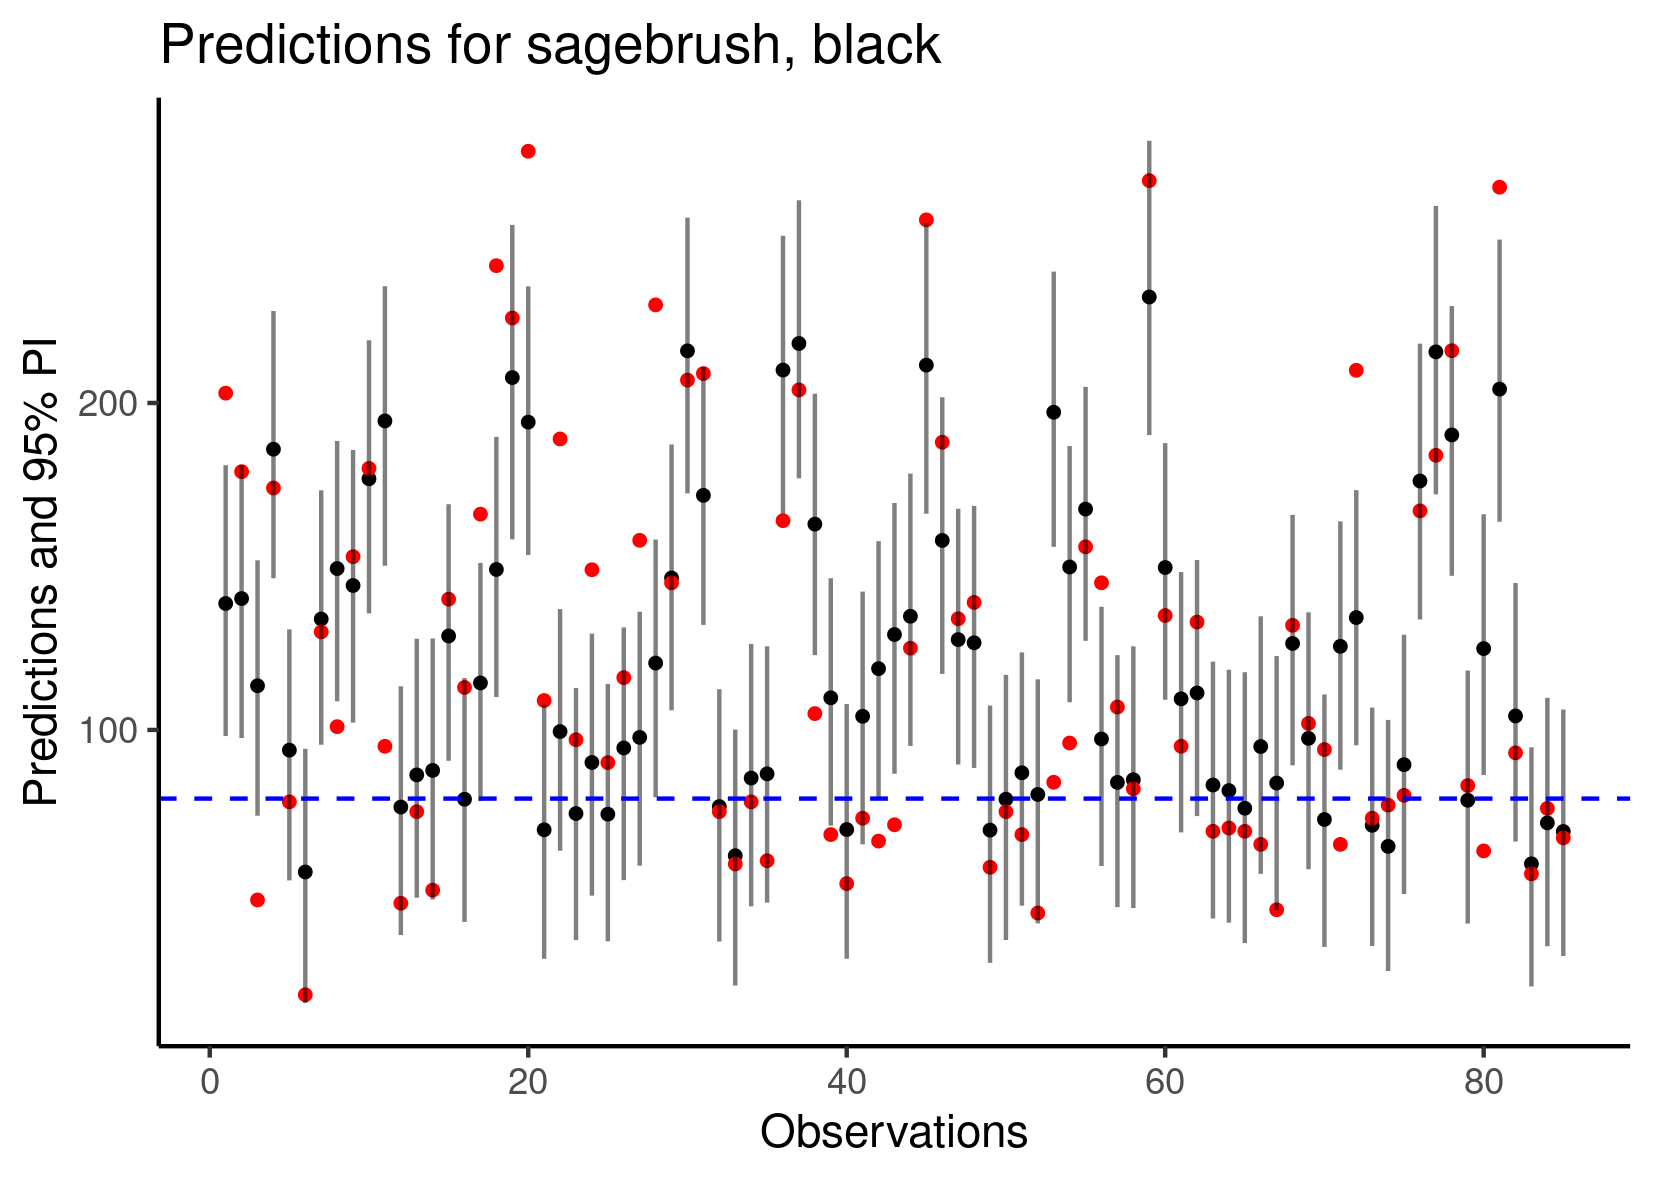 Predictions for sagebrush, black
Predictions and 95% PI
200
100
0 20 40 60 80
Observations